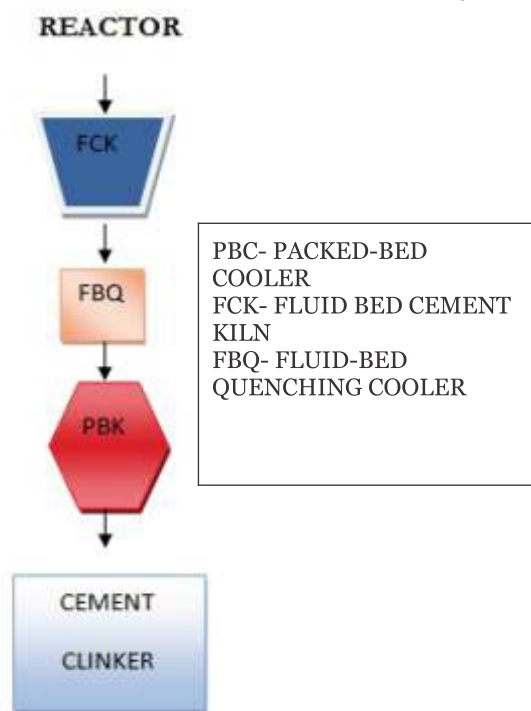 REACTOR
FCK
FBQ
PBK
CEMENT
CLINKER
PBC- PACKED-BED
COOLER
FCK- FLUID BED CEMENT
KILN
FBQ- FLUID-BED
QUENCHING COOLER